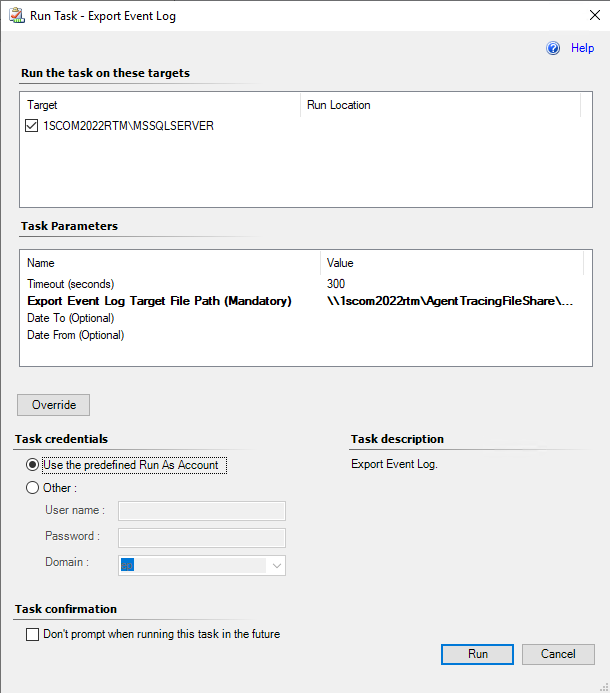 Run Task - Export Event Log
Help
Run the task on these targets
Target Run Location
1SCOM2022RTM\MSSQLSERVER
Task Parameters
Name Value
Timeout (seconds) 300
Export Event Log Target File Path (Mandatory) \\1scom2022rtm\AgentTracingFileShare\...
Date To (Optional)
Date From (Optional)
Override
Task credentials
Use the predefined Run As Account
Other :
User name :
Password :
Domain :
Task description
Export Event Log.
Task confirmation
Don't prompt when running this task in the future
Run Cancel